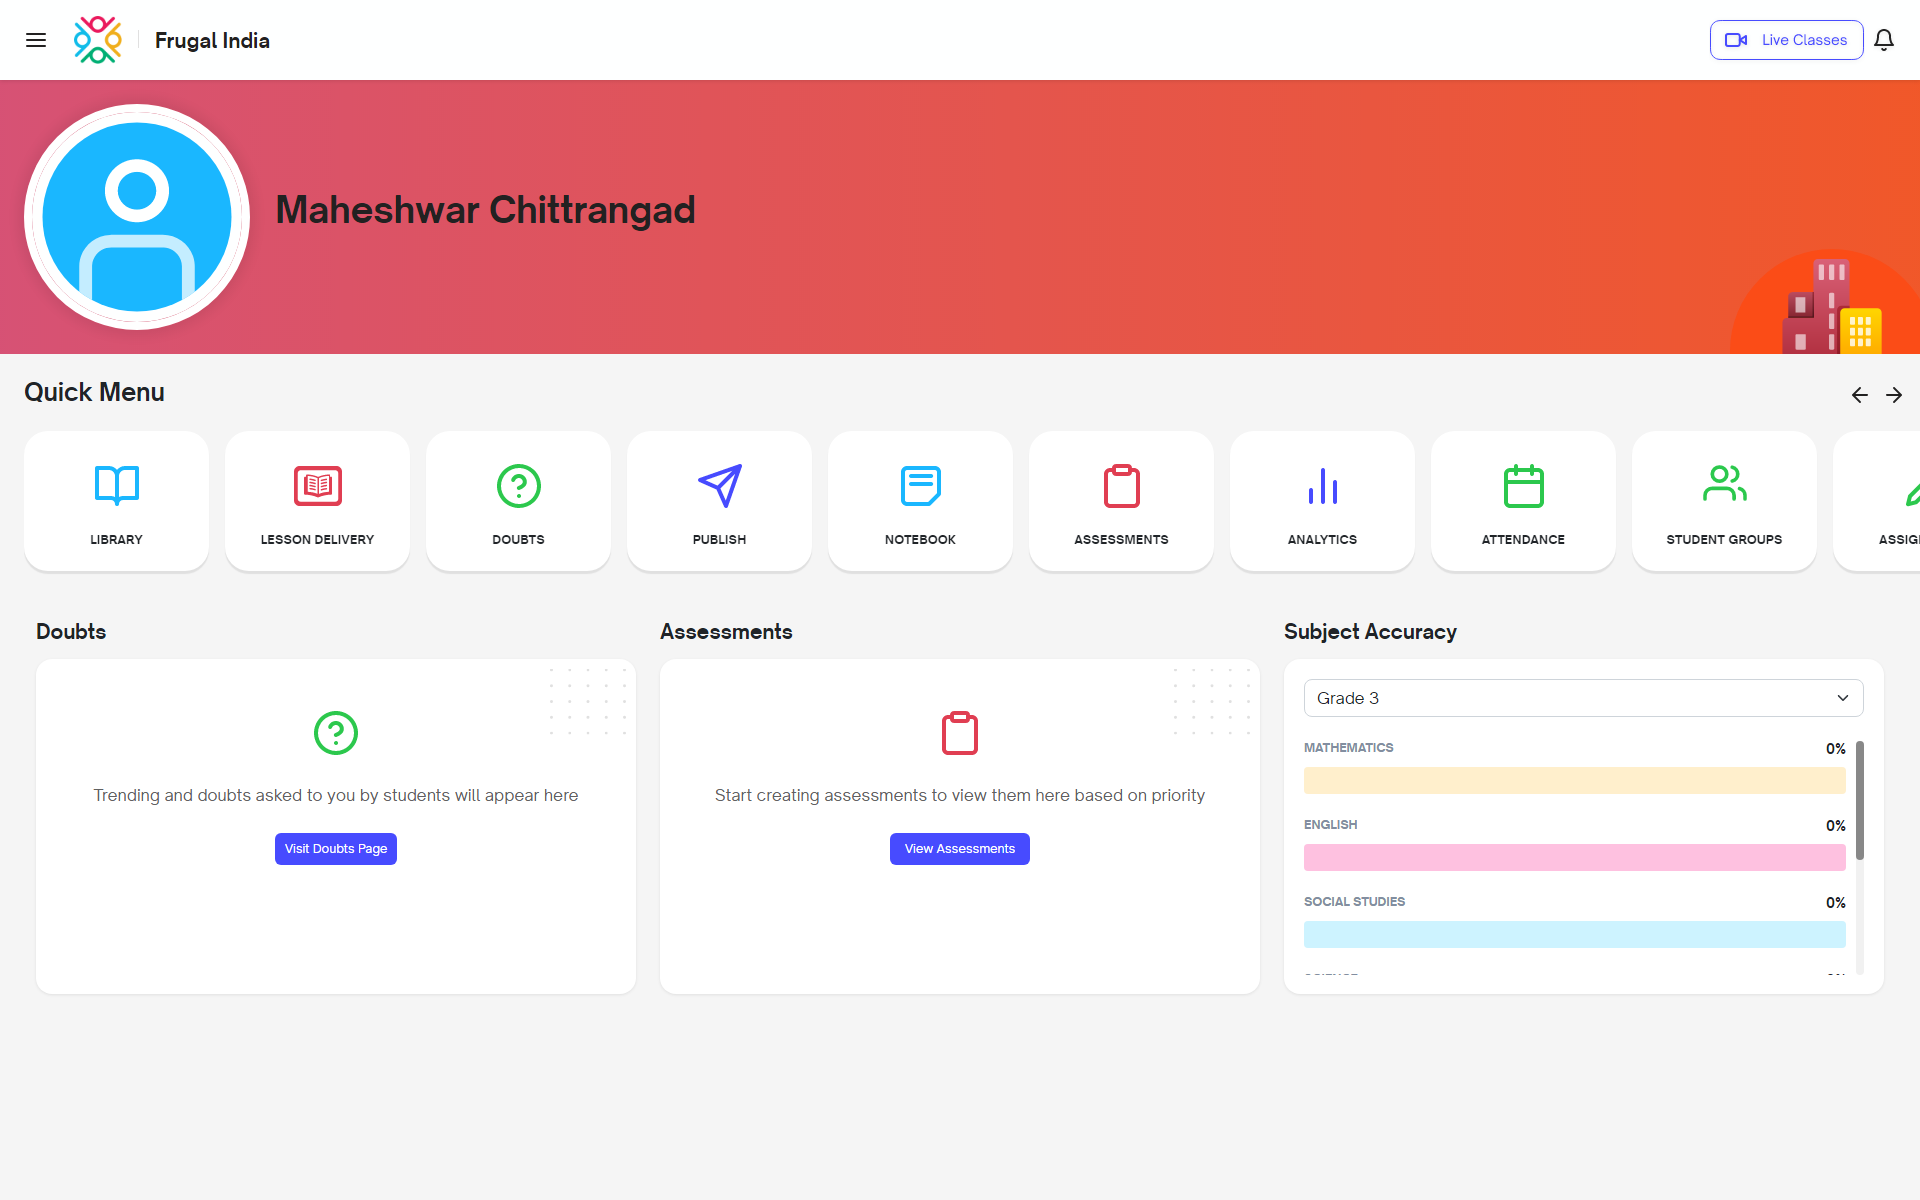 Frugal India
Live Classes
Maheshwar Chittrangad
Quick Menu
LIBRARY
LESSON DELIVERY
DOUBTS
PUBLISH
NOTEBOOK
ASSESSMENTS
ANALYTICS
ATTENDANCE
STUDENT GROUPS
Doubts
Trending and doubts asked to you by students will appear here
Visit Doubts Page
Assessments
Start creating assessments to view them here based on priority
View Assessments
Subject Accuracy
Grade 3
MATHEMATICS 0%
ENGLISH 0%
SOCIAL STUDIES 0%